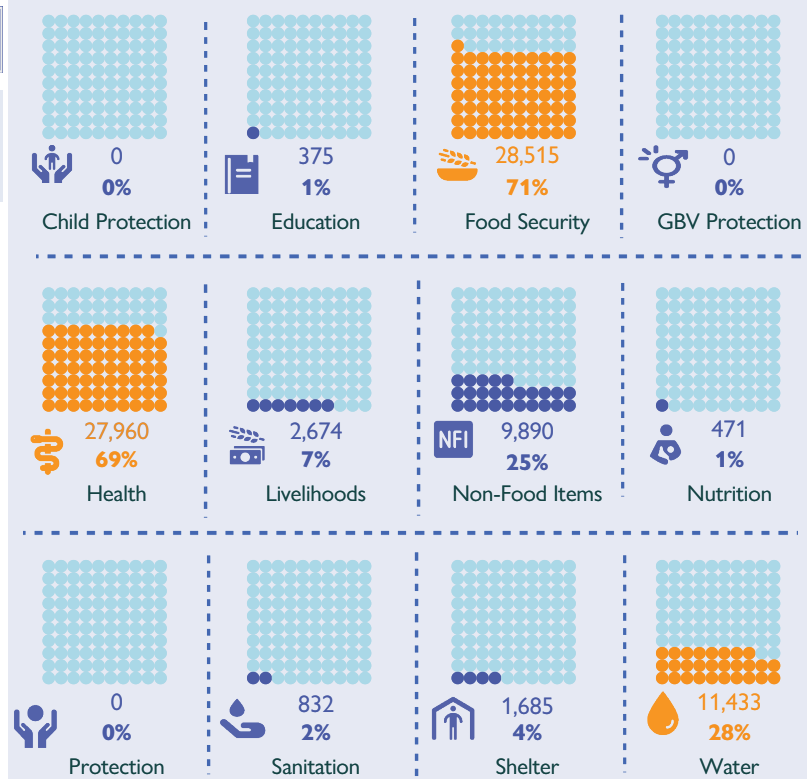 0
0%
Child Protection
375
1%
Education
28,515
71%
Food Security
0
0%
GBV Protection
27,960
69%
Health
2,674
7%
Livelihoods
NFI
9,890
25%
Non-Food Items
471
1%
Nutrition
0
0%
Protection
832
2%
Sanitation
1,685
4%
Shelter
11,433
28%
Water